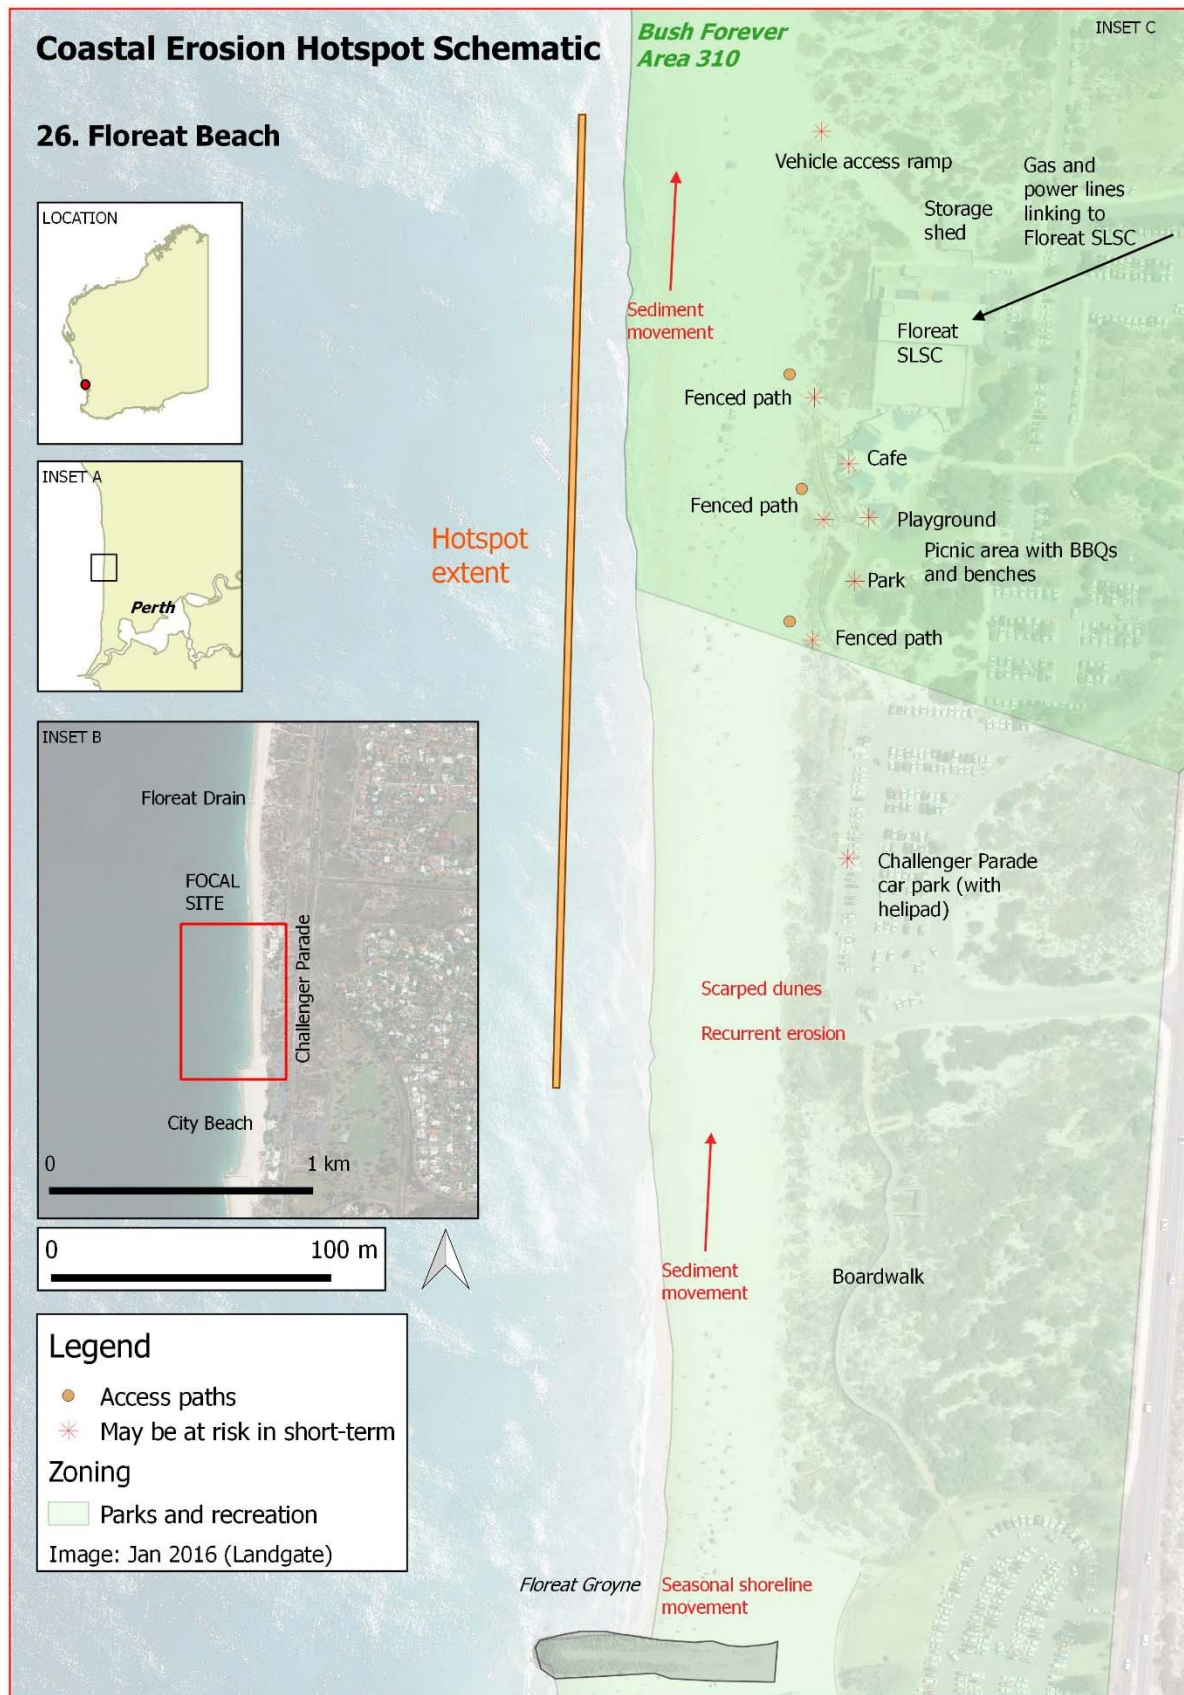 Coastal Erosion Hotspot Schematic
26. Floreat Beach
Bush Forever
Area 310
INSET C
LOCATION
INSET A
Perth
Vehicle access ramp
Storage
shed
Gas and
power lines
linking to
Floreat SLSC
Sediment
movement
Floreat
SLSC
Fenced path
Cafe
Fenced path
Playground
Picnic area with BBQs
and benches
Park
Fenced path
Hotspot
extent
INSET B
Floreat Drain
FOCAL
SITE
Challenger Parade
City Beach
0 1 km
0 100 m
Challenger Parade
car park (with
helipad)
Scarped dunes
Recurrent erosion
Sediment
movement
Boardwalk
Legend
Access paths
May be at risk in short-term
Zoning
Parks and recreation
Image: Jan 2016 (Landgate)
Floreat Groyne
Seasonal shoreline
movement